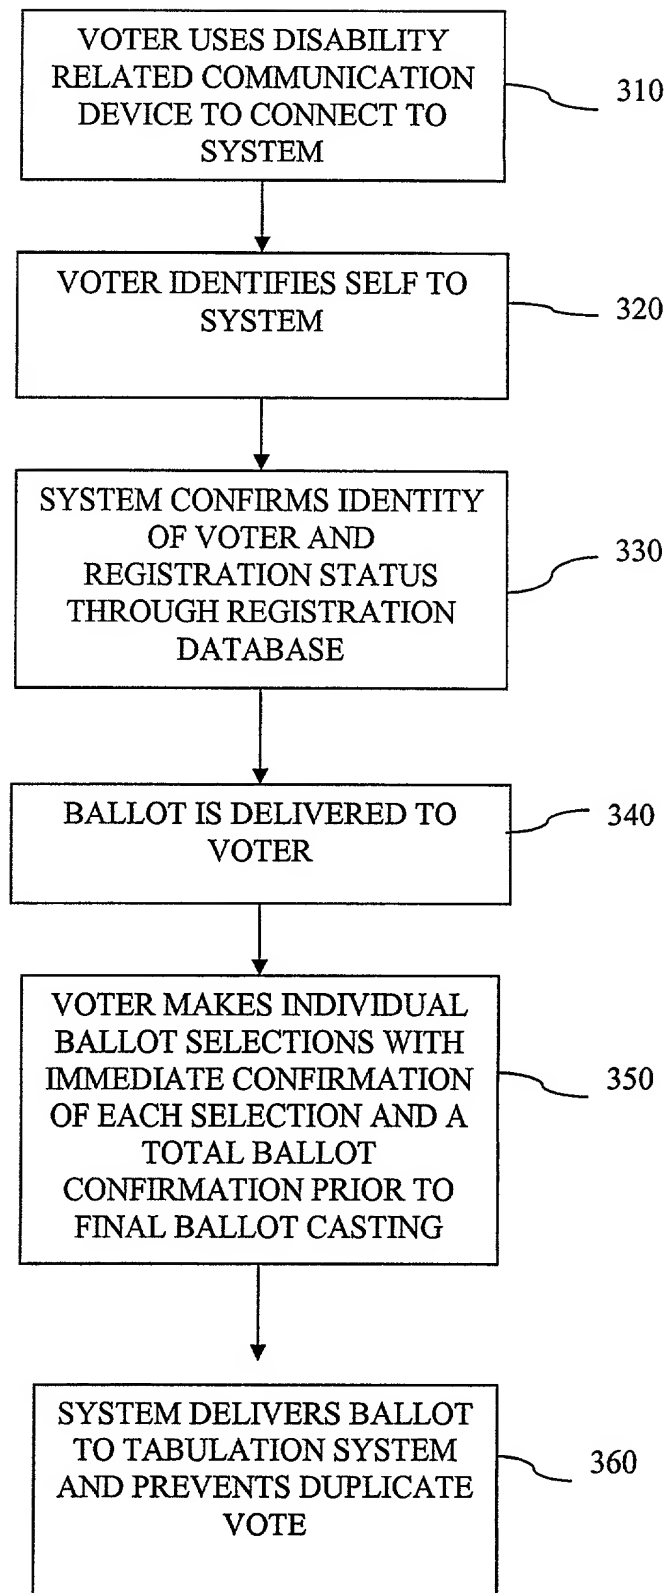 VOTER USES DISABILITY
RELATED COMMUNICATION
DEVICE TO CONNECT TO
SYSTEM
310
VOTER IDENTIFIES SELF TO
SYSTEM
320
SYSTEM CONFIRMS IDENTITY
OF VOTER AND
REGISTRATION STATUS
THROUGH REGISTRATION
DATABASE
330
BALLOT IS DELIVERED TO
VOTER
340
VOTER MAKES INDIVIDUAL
BALLOT SELECTIONS WITH
IMMEDIATE CONFIRMATION
OF EACH SELECTION AND A
TOTAL BALLOT
CONFIRMATION PRIOR TO
FINAL BALLOT CASTING
350
SYSTEM DELIVERS BALLOT
TO TABULATION SYSTEM
AND PREVENTS DUPLICATE
VOTE
360